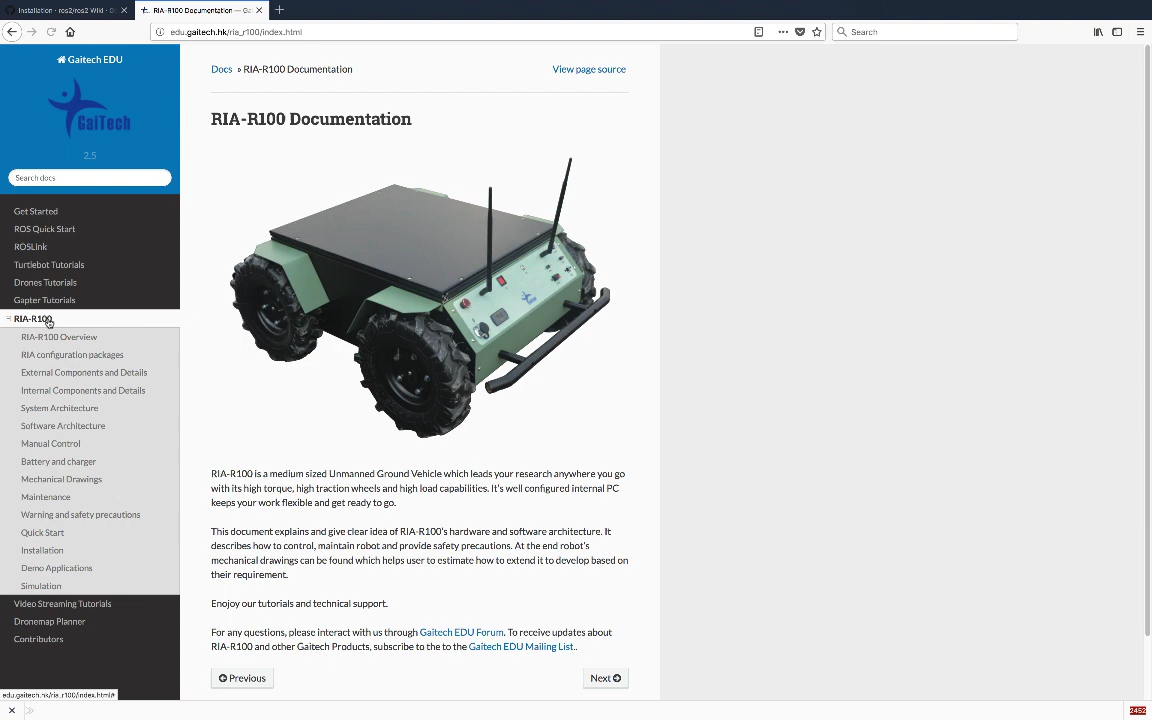 Installation · ros2/ros2 Wiki · G
RIA-R100 Documentation — Ga
edu.gaitech.hk/ria_r100/index.html
Search
Gaitech EDU
GaiTech
2.5
Search docs
Get Started
ROS Quick Start
ROSLink
Turtlebot Tutorials
Drones Tutorials
Gapter Tutorials
RIA-R100
RIA-R100 Overview
RIA configuration packages
External Components and Details
Internal Components and Details
System Architecture
Software Architecture
Manual Control
Battery and charger
Mechanical Drawings
Maintenance
Warning and safety precautions
Quick Start
Installation
Demo Applications
Simulation
Video Streaming Tutorials
Dronemap Planner
Contributors
Docs » RIA-R100 Documentation
View page source
RIA-R100 Documentation
RIA-R100 is a medium sized Unmanned Ground Vehicle which leads your research anywhere you go
with its high torque, high traction wheels and high load capabilities. It's well configured internal PC
keeps your work flexible and get ready to go.
This document explains and give clear idea of RIA-R100's hardware and software architecture. It
describes how to control, maintain robot and provide safety precautions. At the end robot's
mechanical drawings can be found which helps user to estimate how to extend it to develop based on
their requirement.
Enojoy our tutorials and technical support.
For any questions, please interact with us through Gaitech EDU Forum. To receive updates about
RIA-R100 and other Gaitech Products, subscribe to the to the Gaitech EDU Mailing List..
Previous
Next
edu.gaitech.hk/ria_r100/index.html#
2452